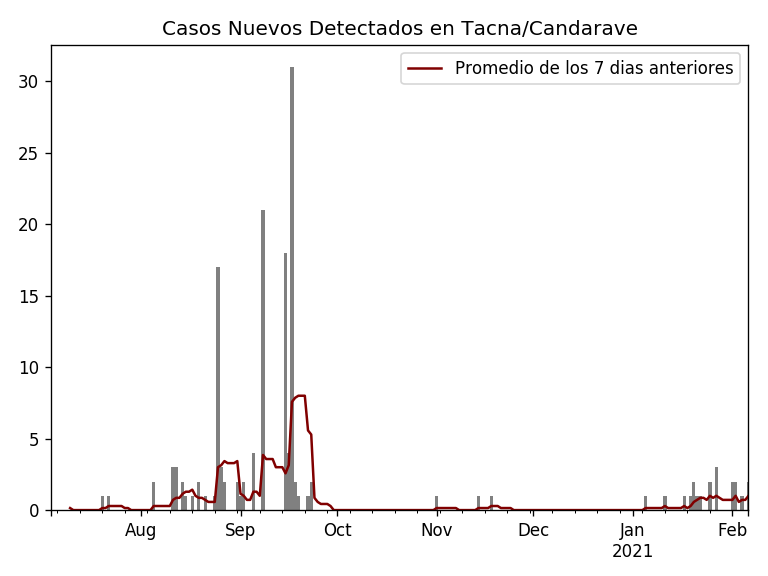 Casos Nuevos Detectados en Tacna/Candarave
Promedio de los 7 dias anteriores
30
25
20
15
10
5
0
Aug Sep Oct Nov Dec Jan Feb
2021